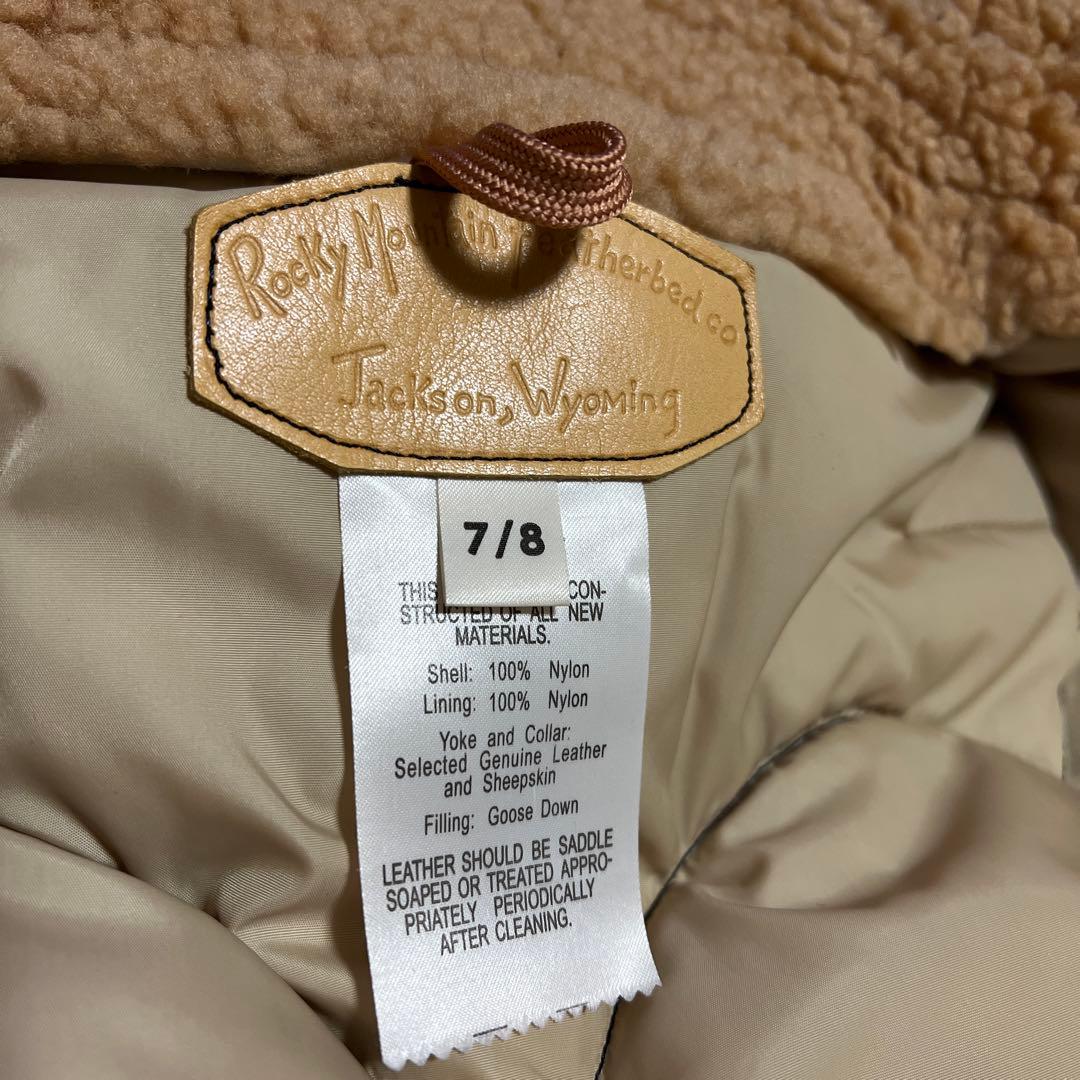 Rocky Mountain Featherbed co
Jackson, Wyoming
7/8
THIS CON-
STRUCTED OF ALL NEW
MATERIALS.
Shell: 100% Nylon
Lining: 100% Nylon
Yoke and Collar:
Selected Genuine Leather
and Sheepskin
Filling: Goose Down
LEATHER SHOULD BE SADDLE
SOAPED OR TREATED APPRO-
PRIATELY PERIODICALLY
AFTER CLEANING.